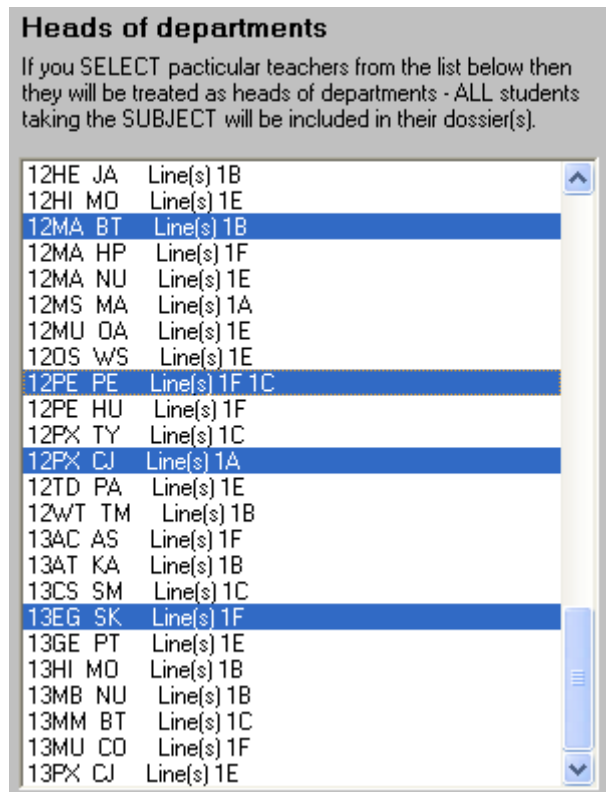 Heads of departments
If you SELECT pacticular teachers from the list below then
they will be treated as heads of departments - ALL students
taking the SUBJECT will be included in their dossier(s).
12HE JA Line(s) 1B
12HI MO Line(s) 1E
12MA BT Line(s) 1B
12MA HP Line(s) 1F
12MA NU Line(s) 1E
12MS MA Line(s) 1A
12MU OA Line(s) 1E
12OS WS Line(s) 1E
12PE PE Line(s) 1F 1C
12PE HU Line(s) 1F
12PX TY Line(s) 1C
12PX CJ Line(s) 1A
12TD PA Line(s) 1E
12WT TM Line(s) 1B
13AC AS Line(s) 1F
13AT KA Line(s) 1B
13CS SM Line(s) 1C
13EG SK Line(s) 1F
13GE PT Line(s) 1E
13HI MO Line(s) 1B
13MB NU Line(s) 1B
13MM BT Line(s) 1C
13MU CO Line(s) 1F
13PX CJ Line(s) 1E